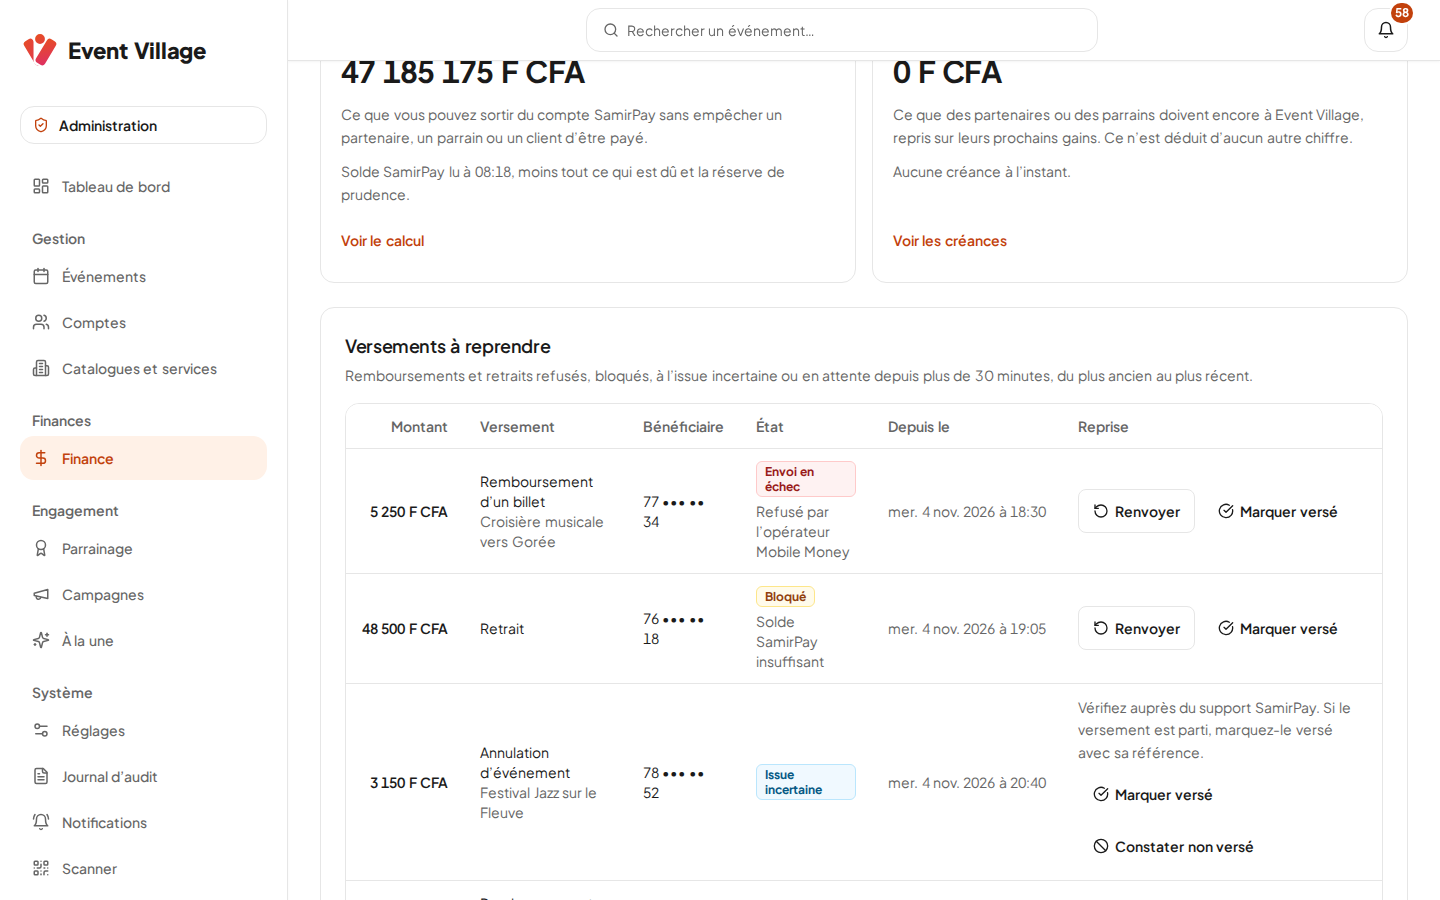 Event Village
Rechercher un événement...
58
Administration
Tableau de bord
Gestion
Événements
Comptes
Catalogues et services
Finances
Finance
Engagement
Parrainage
Campagnes
À la une
Système
Réglages
Journal d'audit
Notifications
Scanner
47 185 175 F CFA
Ce que vous pouvez sortir du compte SamirPay sans empêcher un
partenaire, un parrain ou un client d'être payé.
Solde SamirPay lu à 08:18, moins tout ce qui est dû et la réserve de
prudence.
Voir le calcul
0 F CFA
Ce que des partenaires ou des parrains doivent encore à Event Village,
repris sur leurs prochains gains. Ce n'est déduit d'aucun autre chiffre.
Aucune créance à l'instant.
Voir les créances
Versements à reprendre
Remboursements et retraits refusés, bloqués, à l'issue incertaine ou en attente depuis plus de 30 minutes, du plus ancien au plus récent.
Montant Versement Bénéficiaire État Depuis le Reprise
5 250 F CFA
Remboursement
d'un billet
Croisière musicale
vers Gorée
77 ••• ••
34
Envoi en
échec
Refusé par
l'opérateur
Mobile Money
mer. 4 nov. 2026 à 18:30
Renvoyer
Marquer versé
48 500 F CFA
Retrait
76 ••• ••
18
Bloqué
Solde
SamirPay
insuffisant
mer. 4 nov. 2026 à 19:05
Renvoyer
Marquer versé
3 150 F CFA
Annulation
d'événement
Festival Jazz sur le
Fleuve
78 ••• ••
52
Issue
incertaine
mer. 4 nov. 2026 à 20:40
Vérifiez auprès du support SamirPay. Si le
versement est parti, marquez-le versé
avec sa référence.
Marquer versé
Constater non versé